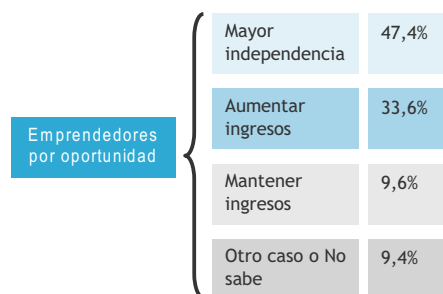 Emprendedores
por oportunidad
Mayor
independencia
47,4%
Aumentar
ingresos
33,6%
Mantener
ingresos
9,6%
Otro caso o No
sabe
9,4%